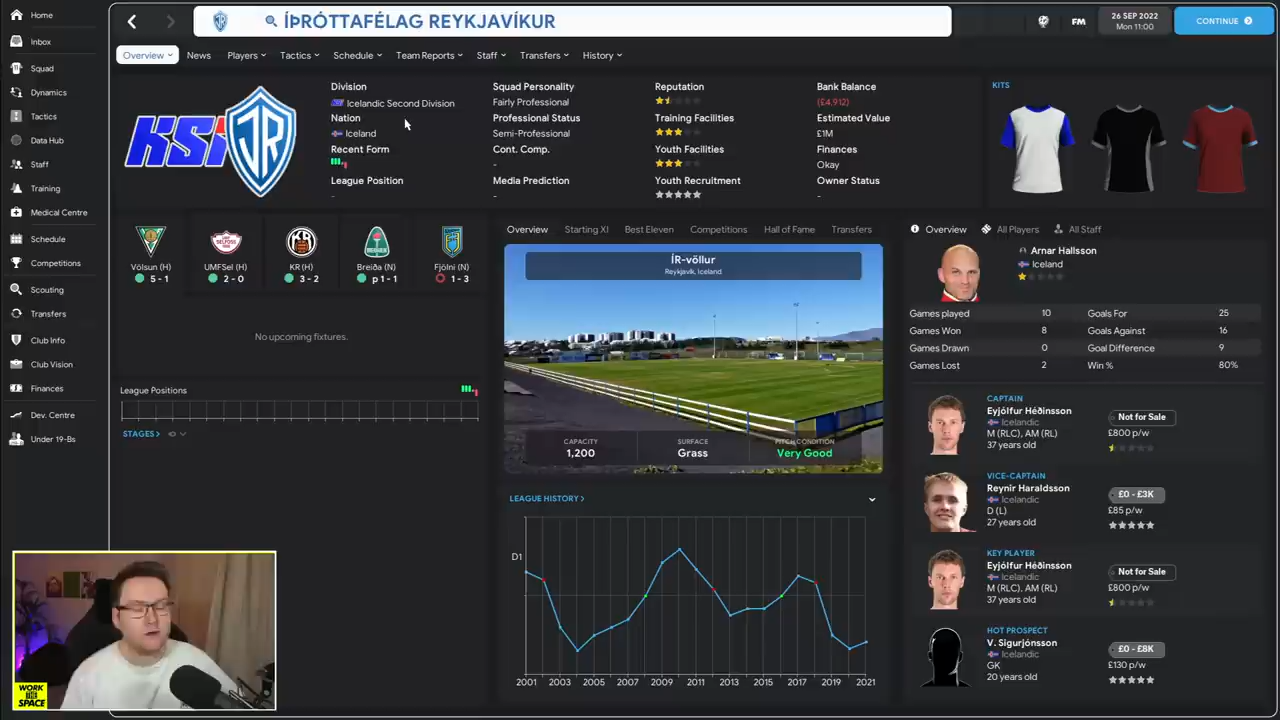 Home
Inbox
Squad
Dynamics
Tactics
Data Hub
Staff
Training
Medical Centre
Schedule
Competitions
Scouting
Transfers
Club Info
Club Vision
Finances
Dev. Centre
Under 19-Bs
ÍÞRÓTTAFÉLAG REYKJAVÍKUR
FM
26 SEP 2022
Mon 11:00
CONTINUE
Overview
News
Players
Tactics
Schedule
Team Reports
Staff
Transfers
History
KSI
ÍR
Division
Icelandic Second Division
Nation
Iceland
Recent Form
League Position
-
Squad Personality
Fairly Professional
Professional Status
Semi-Professional
Cont. Comp.
-
Media Prediction
-
Reputation
Training Facilities
Youth Facilities
Youth Recruitment
Bank Balance
(£4,912)
Estimated Value
£1M
Finances
Okay
Owner Status
-
KITS
Völsun (H)
5 - 1
UMFSel (H)
2 - 0
KR (H)
3 - 2
Breiða (N)
p 1 - 1
Fjölni (N)
1 - 3
No upcoming fixtures.
League Positions
STAGES >
Overview
Starting XI
Best Eleven
Competitions
Hall of Fame
Transfers
ÍR-völlur
Reykjavík, Iceland
CAPACITY
1,200
SURFACE
Grass
PITCH CONDITION
Very Good
LEAGUE HISTORY >
D1
2001 2003 2005 2007 2009 2011 2013 2015 2017 2019 2021
Overview
All Players
All Staff
Arnar Hallsson
Iceland
Games played 10 Goals For 25
Games Won 8 Goals Against 16
Games Drawn 0 Goal Difference 9
Games Lost 2 Win % 80%
CAPTAIN
Eyjólfur Héðinsson
Icelandic
M (RLC), AM (RL)
37 years old
Not for Sale
£800 p/w
VICE-CAPTAIN
Reynir Haraldsson
Icelandic
D (L)
27 years old
£0 - £3K
£85 p/w
KEY PLAYER
Eyjólfur Héðinsson
Icelandic
M (RLC), AM (RL)
37 years old
Not for Sale
£800 p/w
HOT PROSPECT
V. Sigurjónsson
Icelandic
GK
20 years old
£0 - £8K
£130 p/w
WORK
THE
SPACE